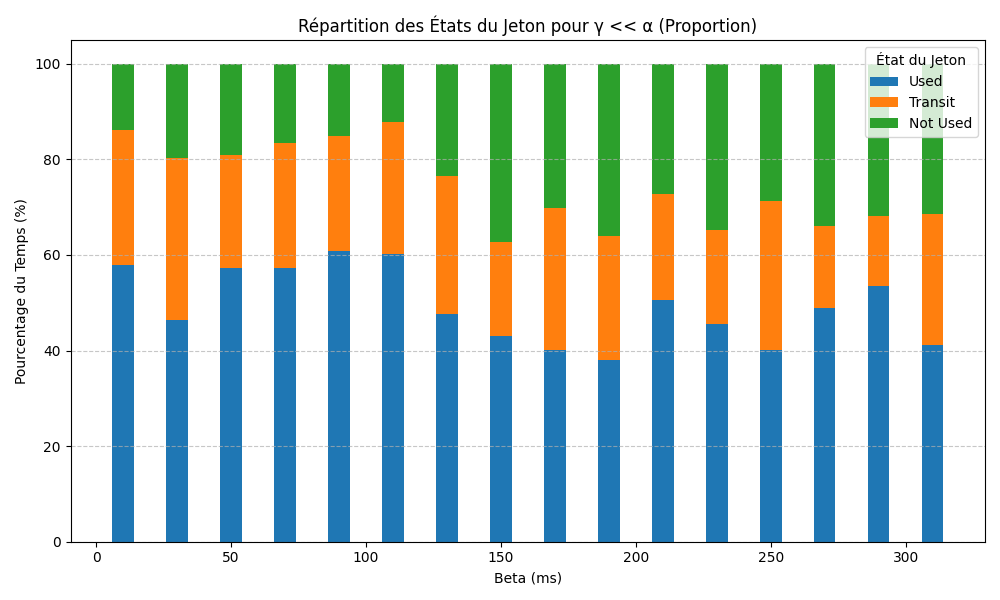 Répartition des États du Jeton pour γ << α (Proportion)
État du Jeton
Used
Transit
Not Used
Pourcentage du Temps (%)
100
80
60
40
20
0
0 50 100 150 200 250 300
Beta (ms)